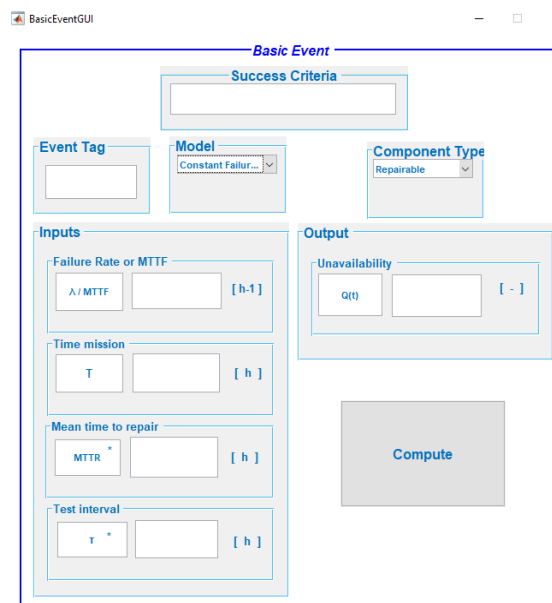 BasicEventGUI
Basic Event
Success Criteria
Event Tag
Model
Constant Failur...
Component Type
Repairable
Inputs
Failure Rate or MTTF
λ / MTTF
[ h-1 ]
Time mission
T
[ h ]
Mean time to repair
MTTR *
[ h ]
Test interval
τ *
[ h ]
Output
Unavailability
Q(t)
[ - ]
Compute